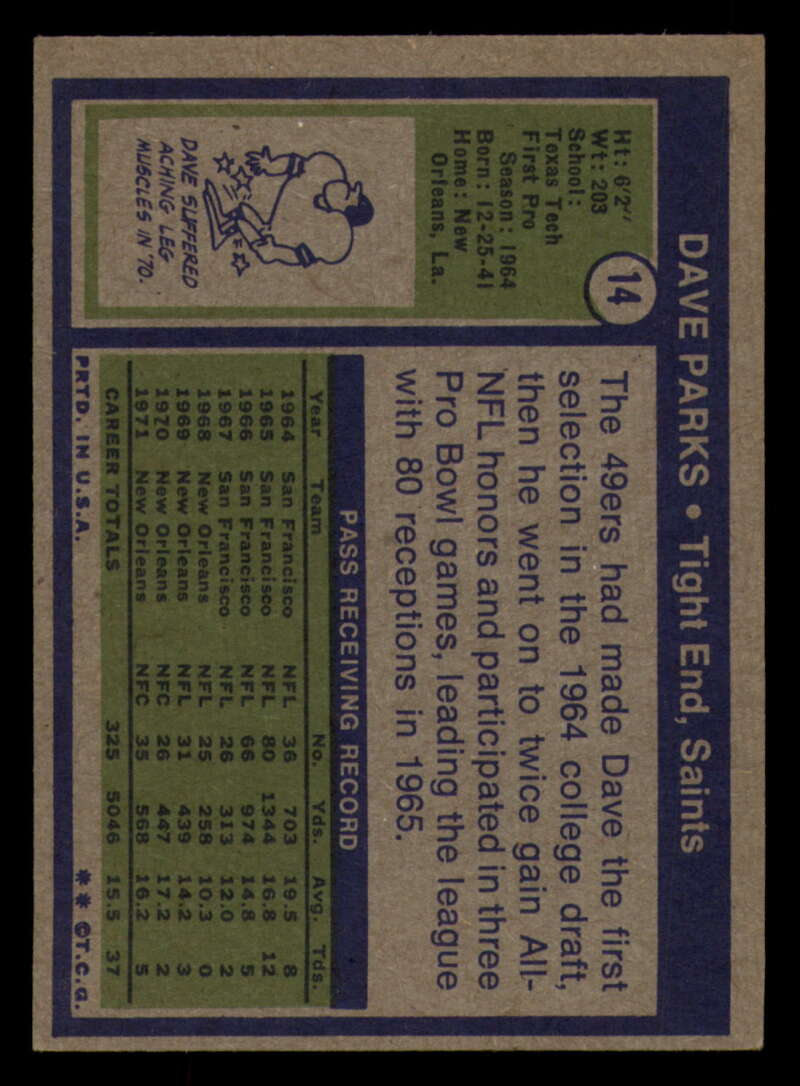 DAVE PARKS • Tight End, Saints
14
Ht: 6'2"
Wt: 203
School:
Texas Tech
First Pro
Season: 1964
Born: 12-25-41
Home: New
Orleans, La.
DAVE SUFFERED
ACHING LEG
MUSCLES IN '70.
The 49ers had made Dave the first
selection in the 1964 college draft,
then he went on to twice gain All-
NFL honors and participated in three
Pro Bowl games, leading the league
with 80 receptions in 1965.
PASS RECEIVING RECORD
Year Team No. Yds. Avg. Tds.
1964 San Francisco NFL 36 703 19.5 8
1965 San Francisco NFL 80 1344 16.8 12
1966 San Francisco NFL 66 974 14.8 5
1967 San Francisco NFL 26 313 12.0 2
1968 New Orleans NFL 25 258 10.3 0
1969 New Orleans NFL 31 439 14.2 3
1970 New Orleans NFC 26 447 17.2 2
1971 New Orleans NFC 35 568 16.2 5
CAREER TOTALS 325 5046 15.5 37
PRTD. IN U.S.A. ** ©T.C.G.